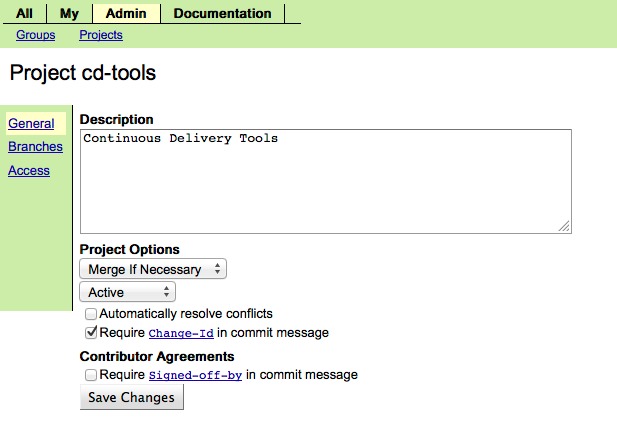 All My Admin Documentation
Groups Projects
Project cd-tools
General
Branches
Access
Description
Continuous Delivery Tools
Project Options
Merge If Necessary
Active
Automatically resolve conflicts
Require Change-Id in commit message
Contributor Agreements
Require Signed-off-by in commit message
Save Changes